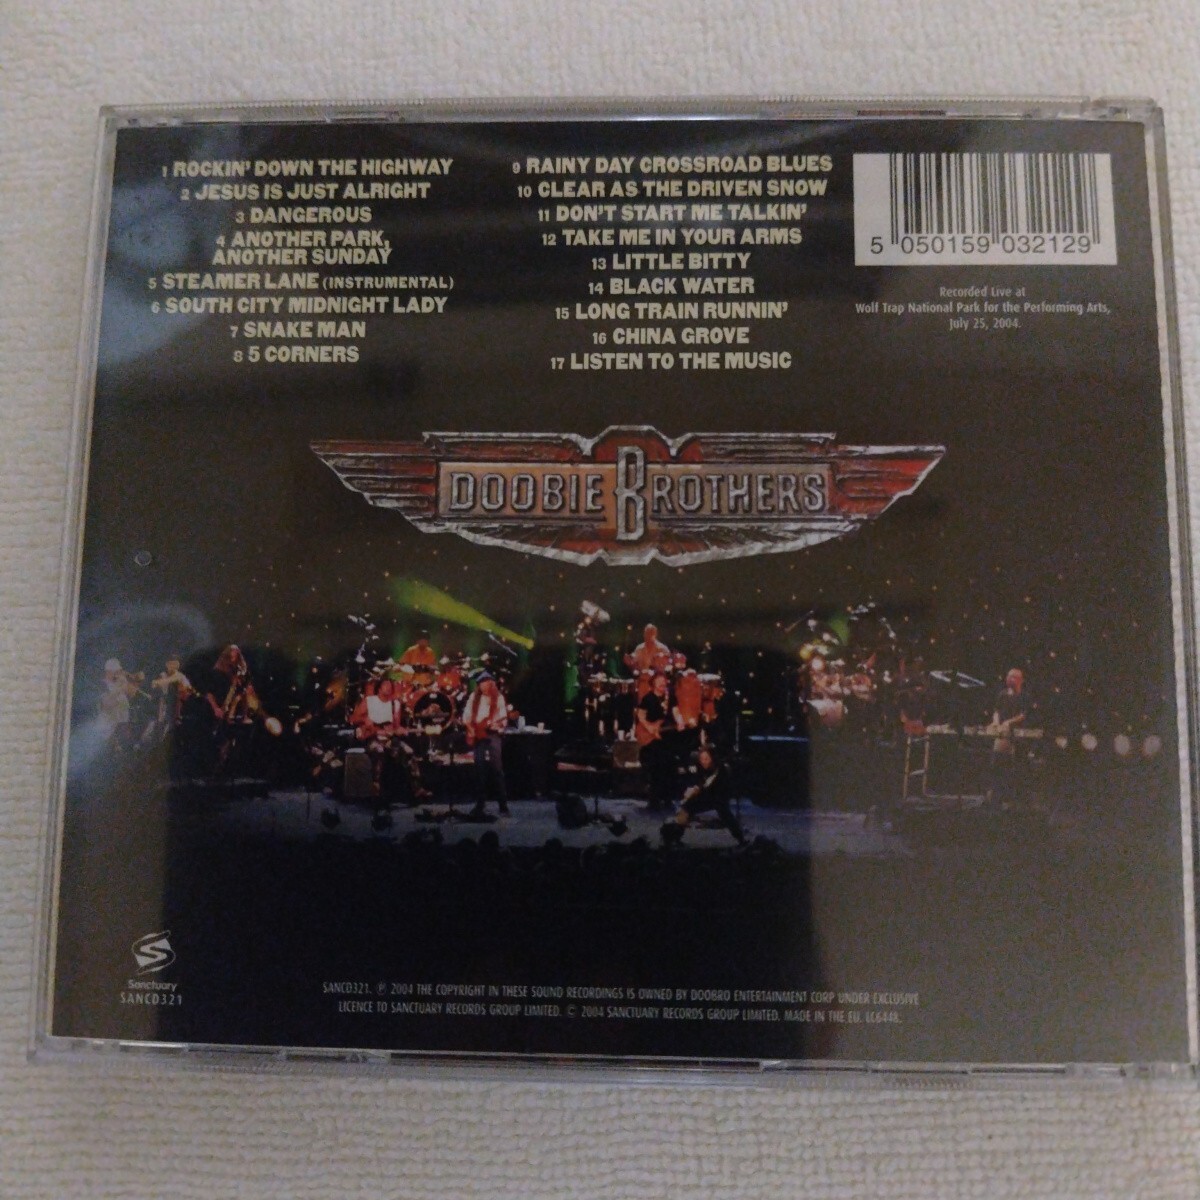 1 ROCKIN' DOWN THE HIGHWAY
2 JESUS IS JUST ALRIGHT
3 DANGEROUS
4 ANOTHER PARK,
ANOTHER SUNDAY
5 STEAMER LANE (INSTRUMENTAL)
6 SOUTH CITY MIDNIGHT LADY
7 SNAKE MAN
8 5 CORNERS
9 RAINY DAY CROSSROAD BLUES
10 CLEAR AS THE DRIVEN SNOW
11 DON'T START ME TALKIN'
12 TAKE ME IN YOUR ARMS
13 LITTLE BITTY
14 BLACK WATER
15 LONG TRAIN RUNNIN'
16 CHINA GROVE
17 LISTEN TO THE MUSIC
5 050159 032129
Recorded Live at
Wolf Trap National Park for the Performing Arts,
July 25, 2004.
DOOBIE BROTHERS
Sanctuary
SANCD321
SANCD321. ℗ 2004 THE COPYRIGHT IN THESE SOUND RECORDINGS IS OWNED BY DOOBRO ENTERTAINMENT CORP UNDER EXCLUSIVE
LICENCE TO SANCTUARY RECORDS GROUP LIMITED. © 2004 SANCTUARY RECORDS GROUP LIMITED. MADE IN THE EU. LC6448.